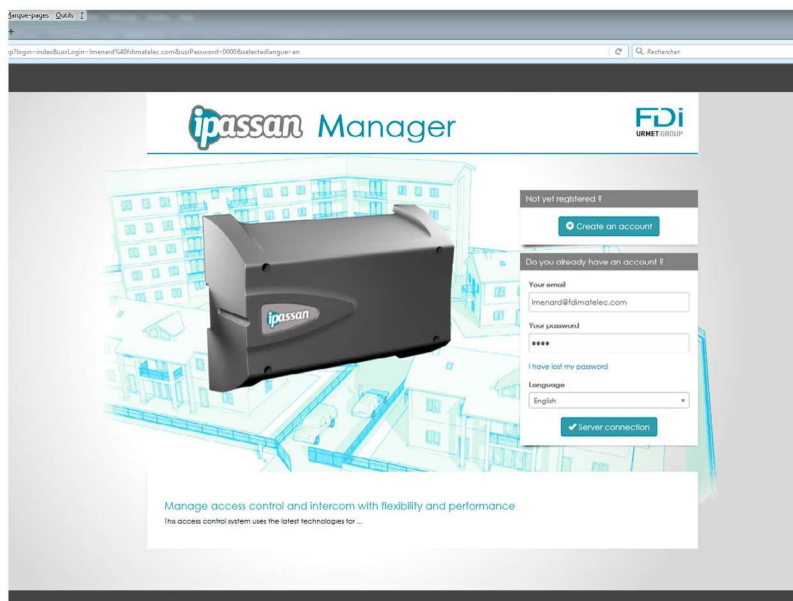 Marque-pages Outils ?
+
sp?login=index&usrLogin=lmenard%40fdimatelec.com&usrPassword=0000&selectedlangue=en
Rechercher
ipassan Manager
FDi
URMET GROUP
Not yet registered ?
Create an account
Do you already have an account ?
Your email
lmenard@fdimatelec.com
Your password
••••
I have lost my password
Language
English
Server connection
ipassan
Manage access control and intercom with flexibility and performance
This access control system uses the latest technologies for ...